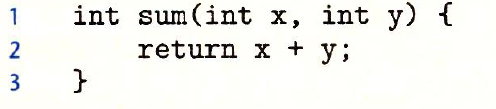 1 int sum(int x, int y) {
2 return x + y;
3 }